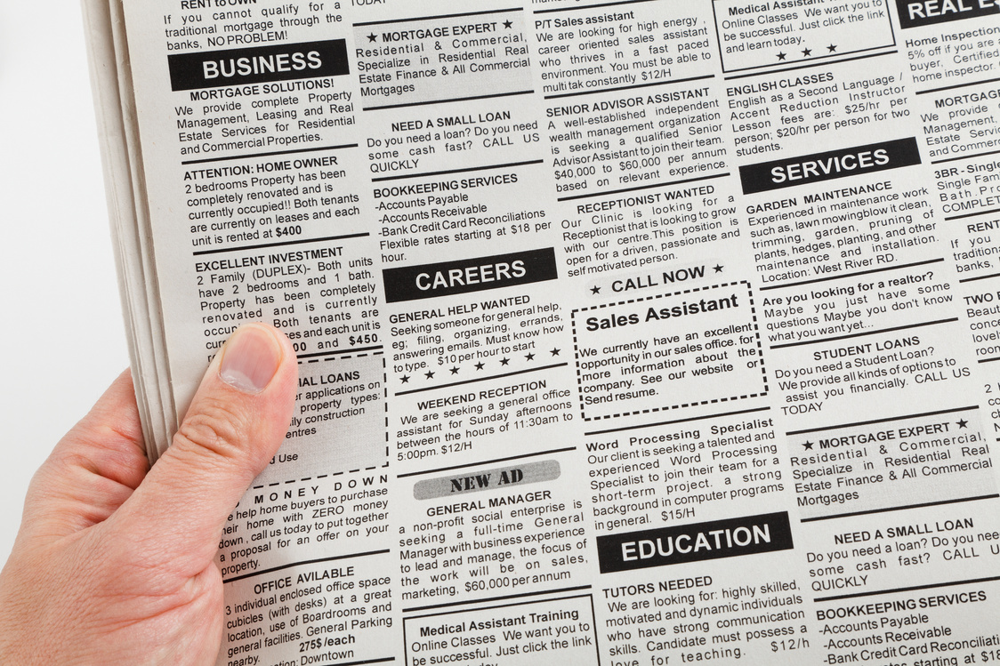 RENT to OWN
If you cannot qualify for a
traditional mortgage through the
banks, NO PROBLEM!
BUSINESS
MORTGAGE SOLUTIONS!
We provide complete Property
Management, Leasing and Real
Estate Services for Residential
and Commercial Properties.
ATTENTION: HOME OWNER
2 bedrooms Property has been
completely renovated and is
currently occupied!! Both tenants
are currently on leases and each
unit is rented at $400
EXCELLENT INVESTMENT
2 Family (DUPLEX)- Both units
have 2 bedrooms and 1 bath.
Property has been completely
renovated and is currently
Both tenants are
es and each unit is
00 and $450.
IAL LOANS
applications on
property types:
ily construction
entres
d Use
MONEY DOWN
help home buyers to purchase
home with ZERO money
down, call us today to put together
a proposal for an offer on your
property.
OFFICE AVILABLE
3 individual enclosed office space
cubicles (with desks) at a great
location, use of Boardrooms and
general facilities. General Parking
nearby. 275$/each
Downtown
TODAY
★ MORTGAGE EXPERT ★
Residential & Commercial,
Specialize in Residential Real
Estate Finance & All Commercial
Mortgages
NEED A SMALL LOAN
Do you need a loan? Do you need
some cash fast? CALL US
QUICKLY
BOOKKEEPING SERVICES
-Accounts Payable
-Accounts Receivable
-Bank Credit Card Reconciliations
Flexible rates starting at $18 per
hour.
CAREERS
GENERAL HELP WANTED
Seeking someone for general help,
eg; filing, organizing, errands,
answering emails. Must know how
to type. $10 per hour to start
★ ★ ★ ★ ★ ★ ★
WEEKEND RECEPTION
We are seeking a general office
assistant for Sunday afternoons
between the hours of 11:30am to
5:00pm. $12/H
NEW AD
GENERAL MANAGER
a non-profit social enterprise is
seeking a full-time General
Manager with business experience
to lead and manage, the focus of
the work will be on sales,
marketing, $60,000 per annum
Medical Assistant Training
Online Classes We want you to
be successful. Just click the link
P/T Sales assistant
We are looking for high energy ,
career oriented sales assistant
who thrives in a fast paced
environment. You must be able to
multi tak constantly $12/H
SENIOR ADVISOR ASSISTANT
A well-established independent
wealth management organization
is seeking a qualified Senior
Advisor Assistant to join their team.
$40,000 to $60,000 per annum
based on relevant experience.
RECEPTIONIST WANTED
Our Clinic is looking for a
Receptionist that is looking to grow
with our centre. This position is
open for a driven, passionate and
self motivated person.
★ CALL NOW ★
Sales Assistant
We currently have an excellent
opportunity in our sales office. for
more information about the
company. See our website or
Send resume.
Word Processing Specialist
Our client is seeking a talented and
experienced Word Processing
Specialist to join their team for a
short-term project. a strong
background in computer programs
in general. $15/H
EDUCATION
TUTORS NEEDED
We are looking for: highly skilled,
motivated and dynamic individuals
who have strong communication
skills. Candidate must possess a
love for teaching. $12/h
Medical Assistant
Online Classes We want you to
be successful. Just click the link
and learn today.
★ ★ ★
ENGLISH CLASSES
English as a Second Language /
Accent Reduction Instructor
Lesson fees are: $25/hr per
person; $20/hr per person for two
students.
SERVICES
GARDEN MAINTENANCE
Experienced in maintenance work
such as, lawn mowing blow it clean,
trimming, garden, pruning of
plants, hedges, planting, and other
maintenance and installation.
Location: West River RD.
Are you looking for a realtor?
Maybe you just have some
questions Maybe you don't know
what you want yet...
STUDENT LOANS
Do you need a Student Loan?
We provide all kinds of options to
assist you financially. CALL US
TODAY
★ MORTGAGE EXPERT ★
Residential & Commercial,
Specialize in Residential Real
Estate Finance & All Commercial
Mortgages
NEED A SMALL LOAN
Do you need a loan? Do you nee
some cash fast? CALL U
QUICKLY
BOOKKEEPING SERVICES
-Accounts Payable
-Accounts Receivable
-Bank Credit Card Reconciliati
starting at $18
REAL E
Home Inspection
5% off if you are a
buyer, Certified
home inspector.
MORTGAG
We provide
Management,
Estate Servic
and Commer
3BR - Single
Single Fam
Bath. Pro
COMPLET
RENT
If you
traditiona
banks,
TWO
Beaut
conce
lovel
room
2